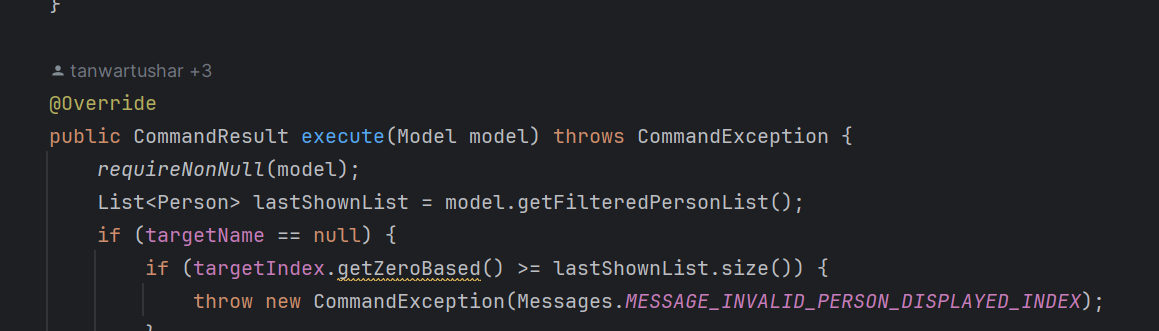 }
tanwartushar +3
@Override
public CommandResult execute(Model model) throws CommandException {
requireNonNull(model);
List<Person> lastShownList = model.getFilteredPersonList();
if (targetName == null) {
if (targetIndex.getZeroBased() >= lastShownList.size()) {
throw new CommandException(Messages.MESSAGE_INVALID_PERSON_DISPLAYED_INDEX);
}